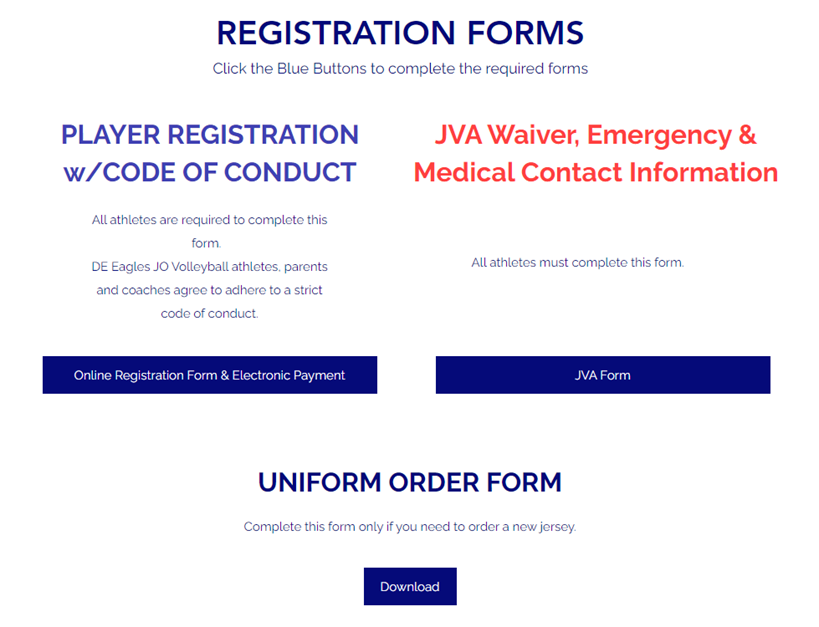 REGISTRATION FORMS
Click the Blue Buttons to complete the required forms
PLAYER REGISTRATION
w/CODE OF CONDUCT
All athletes are required to complete this
form.
DE Eagles JO Volleyball athletes, parents
and coaches agree to adhere to a strict
code of conduct.
Online Registration Form & Electronic Payment
JVA Waiver, Emergency &
Medical Contact Information
All athletes must complete this form.
JVA Form
UNIFORM ORDER FORM
Complete this form only if you need to order a new jersey.
Download